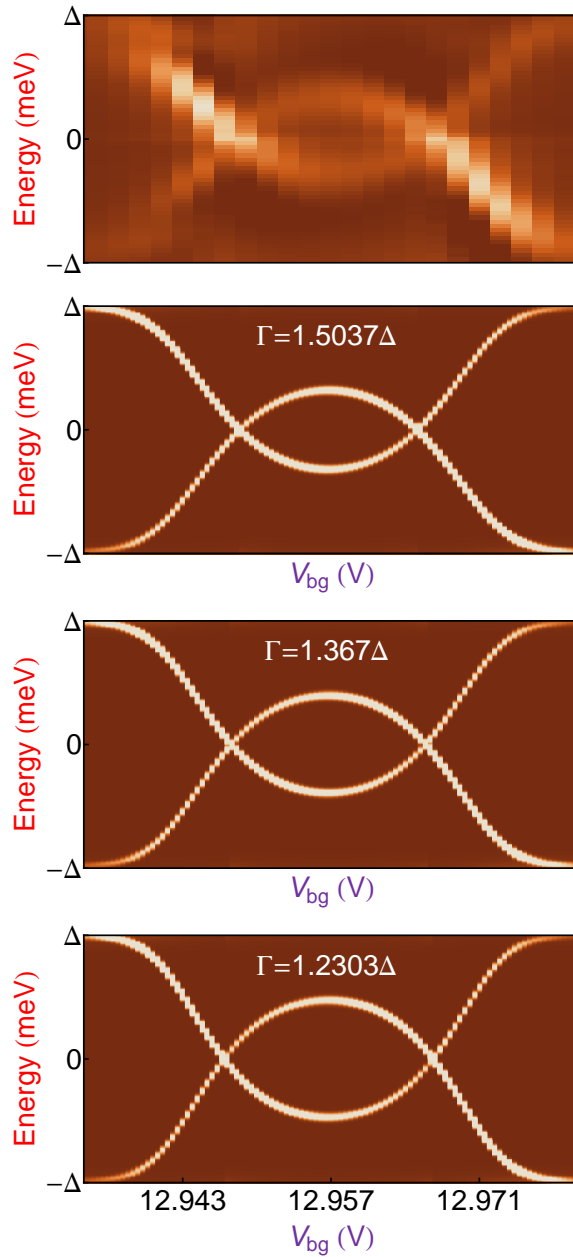 Δ
Energy (meV)
0
−Δ
Δ
Γ=1.5037Δ
Energy (meV)
0
−Δ
V_bg (V)
Δ
Γ=1.367Δ
Energy (meV)
0
−Δ
V_bg (V)
Δ
Γ=1.2303Δ
Energy (meV)
0
−Δ
12.943 12.957 12.971
V_bg (V)